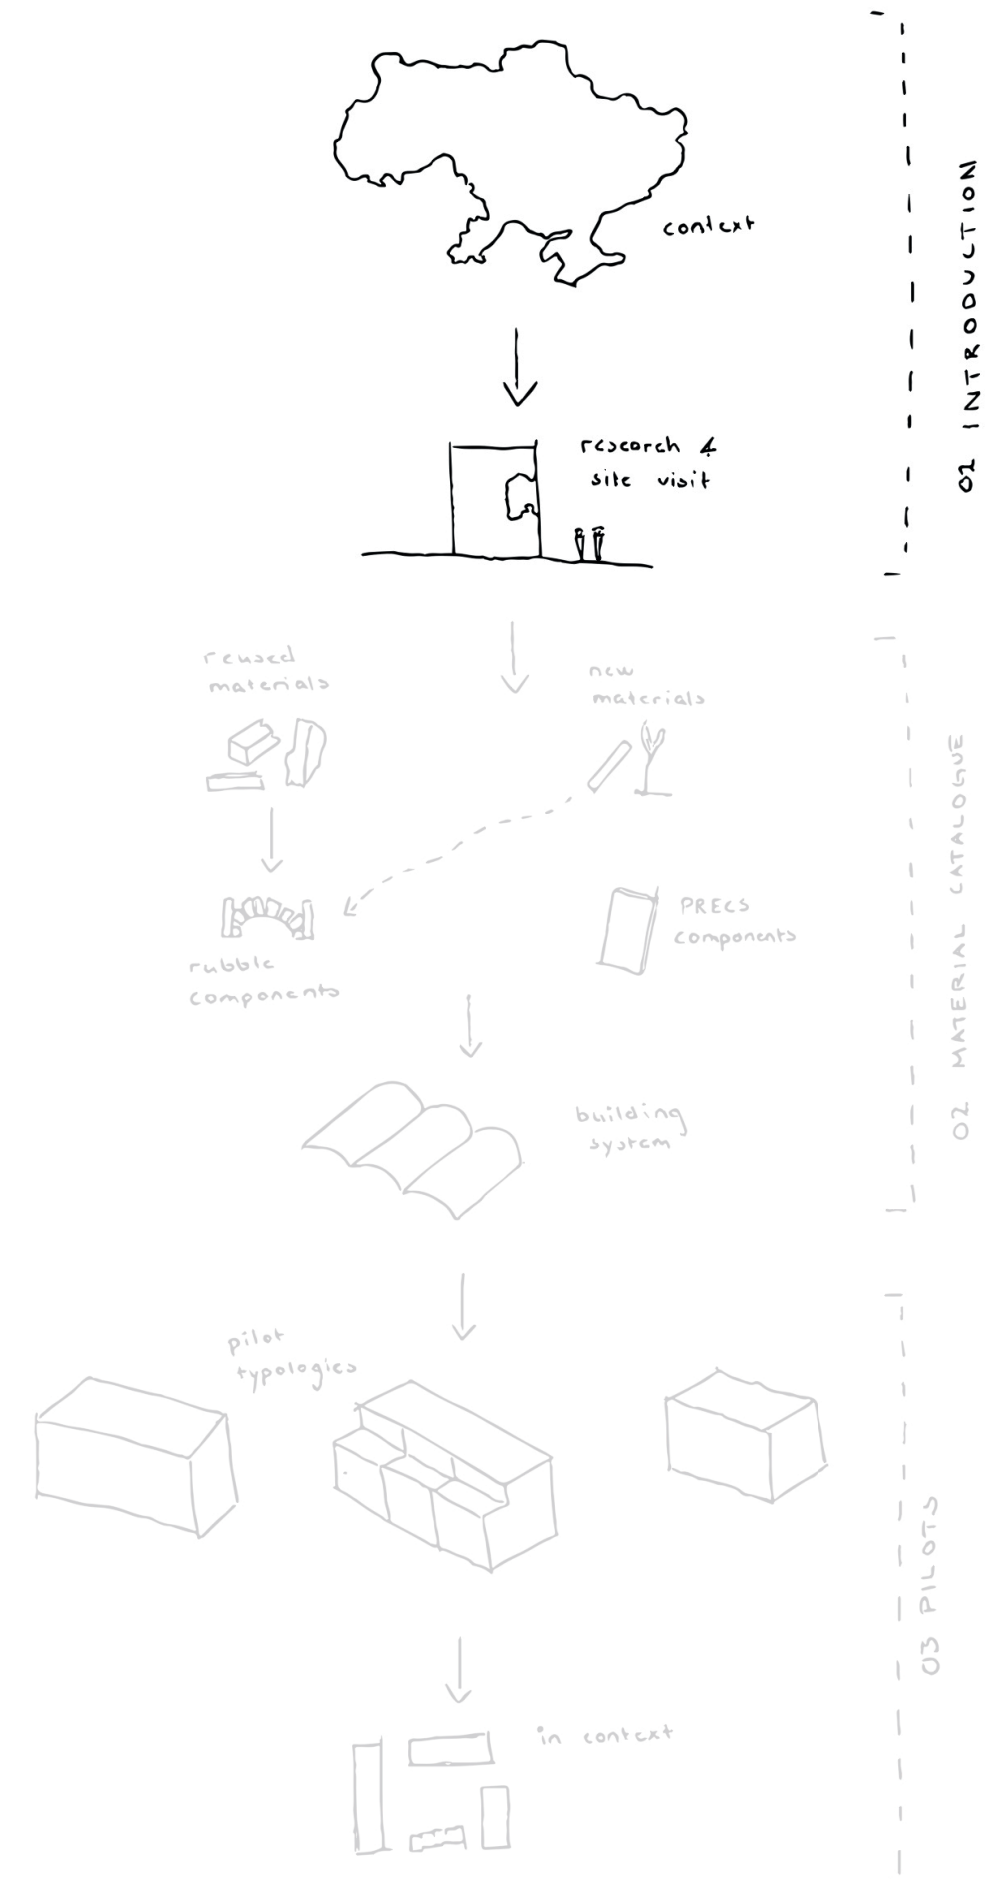 context
02 INTRODUCTION
research &
site visit
reused
materials
new
materials
rubble
components
PRECS
components
02 MATERIAL CATALOGUE
building
system
pilot
typologies
03 PILOTS
in context